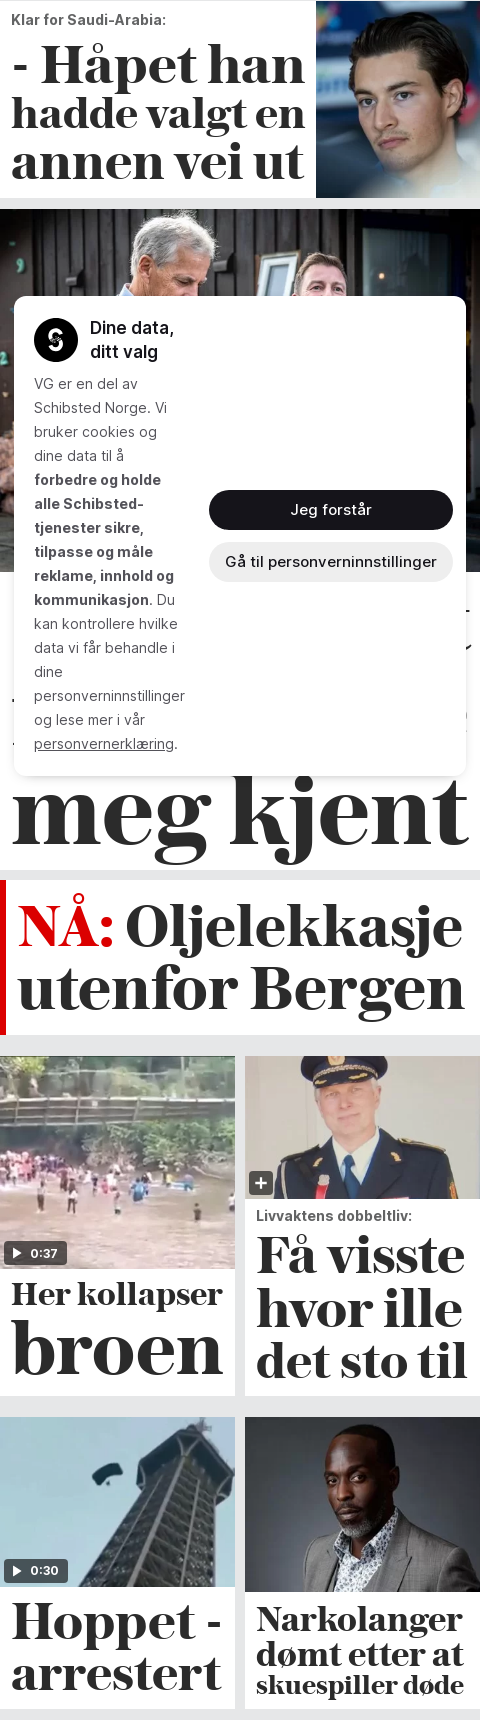 Klar for Saudi-Arabia:
- Håpet han
hadde valgt en
annen vei ut
Dine data,
ditt valg
VG er en del av
Schibsted Norge. Vi
bruker cookies og
dine data til å
forbedre og holde
alle Schibsted-
tjenester sikre,
tilpasse og måle
reklame, innhold og
kommunikasjon. Du
kan kontrollere hvilke
data vi får behandle i
dine
personverninnstillinger
og lese mer i vår
personvernerklæring.
Jeg forstår
Gå til personverninnstillinger
meg kjent
NÅ: Oljelekkasje
utenfor Bergen
0:37
Her kollapser
broen
Livvaktens dobbeltliv:
Få visste
hvor ille
det sto til
0:30
Hoppet -
arrestert
Narkolanger
dømt etter at
skuespiller døde